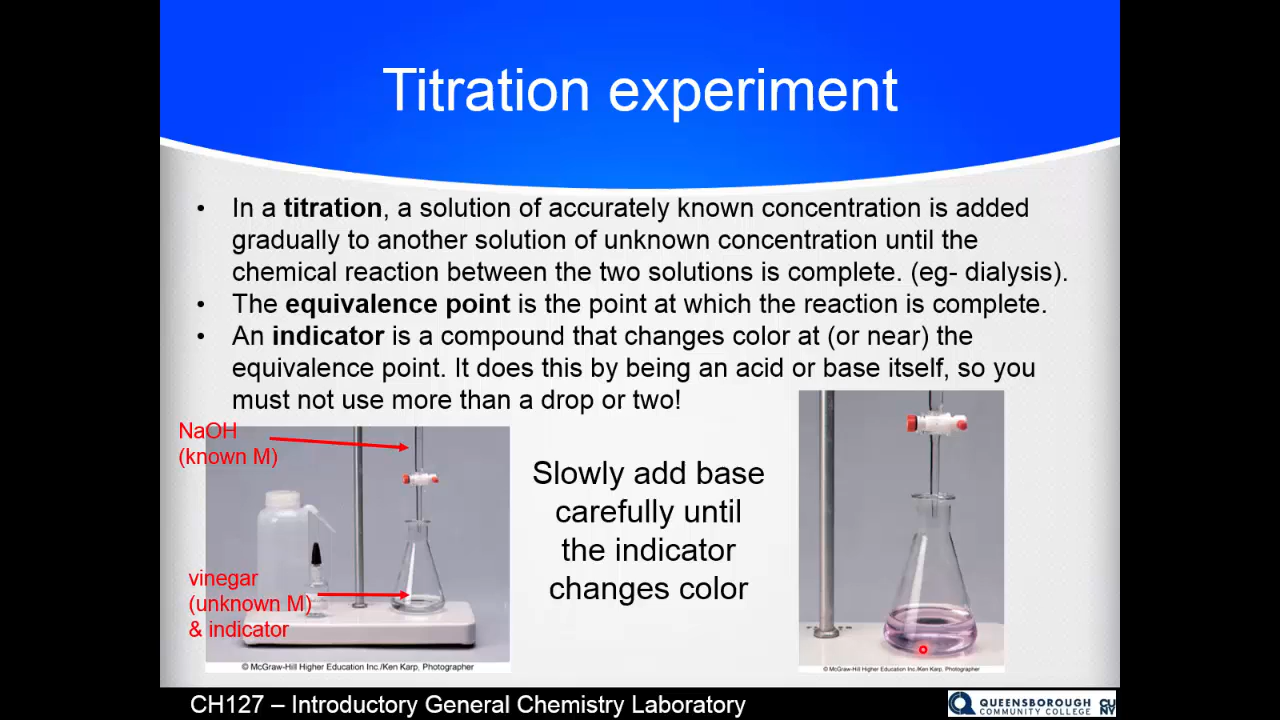 Titration experiment
• In a titration, a solution of accurately known concentration is added
gradually to another solution of unknown concentration until the
chemical reaction between the two solutions is complete. (eg- dialysis).
• The equivalence point is the point at which the reaction is complete.
• An indicator is a compound that changes color at (or near) the
equivalence point. It does this by being an acid or base itself, so you
must not use more than a drop or two!
NaOH
(known M)
vinegar
(unknown M)
& indicator
© McGraw-Hill Higher Education Inc./Ken Karp, Photographer
Slowly add base
carefully until
the indicator
changes color
© McGraw-Hill Higher Education Inc./Ken Karp, Photographer
CH127 – Introductory General Chemistry Laboratory
QUEENSBOROUGH
COMMUNITY COLLEGE
CU
NY